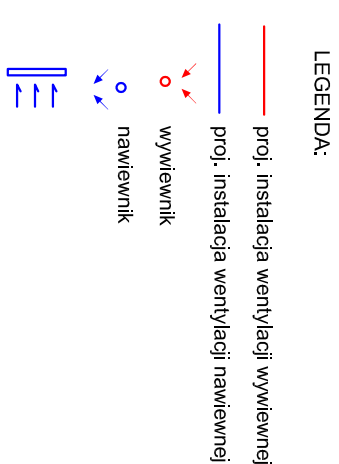 LEGENDA:
proj. instalacja wentylacji wywiewnej
proj. instalacja wentylacji nawiewnej
wywiewnik
nawiewnik